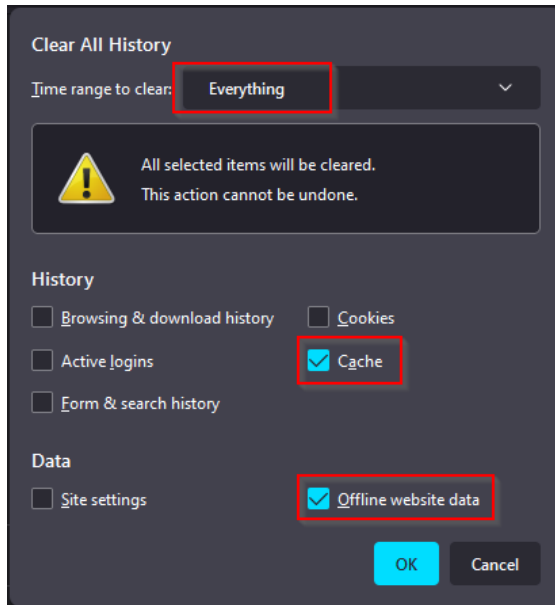 Clear All History
Time range to clear: Everything
All selected items will be cleared.
This action cannot be undone.
History
Browsing & download history Cookies
Active logins Cache
Form & search history
Data
Site settings Offline website data
OK Cancel